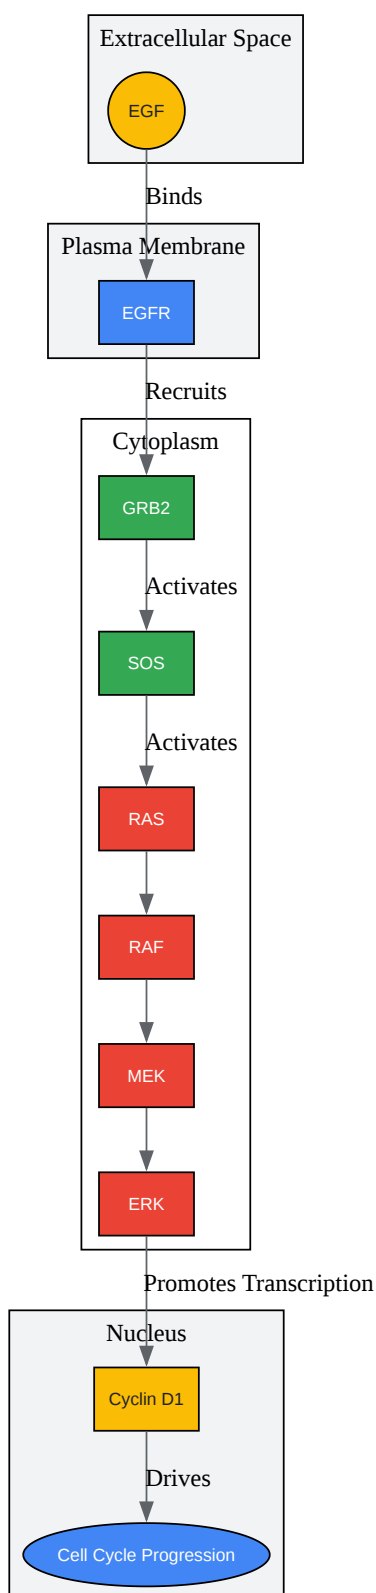 Extracellular Space
EGF
Binds
Plasma Membrane
EGFR
Recruits
Cytoplasm
GRB2
Activates
SOS
Activates
RAS
RAF
MEK
ERK
Promotes Transcription
Nucleus
Cyclin D1
Drives
Cell Cycle Progression